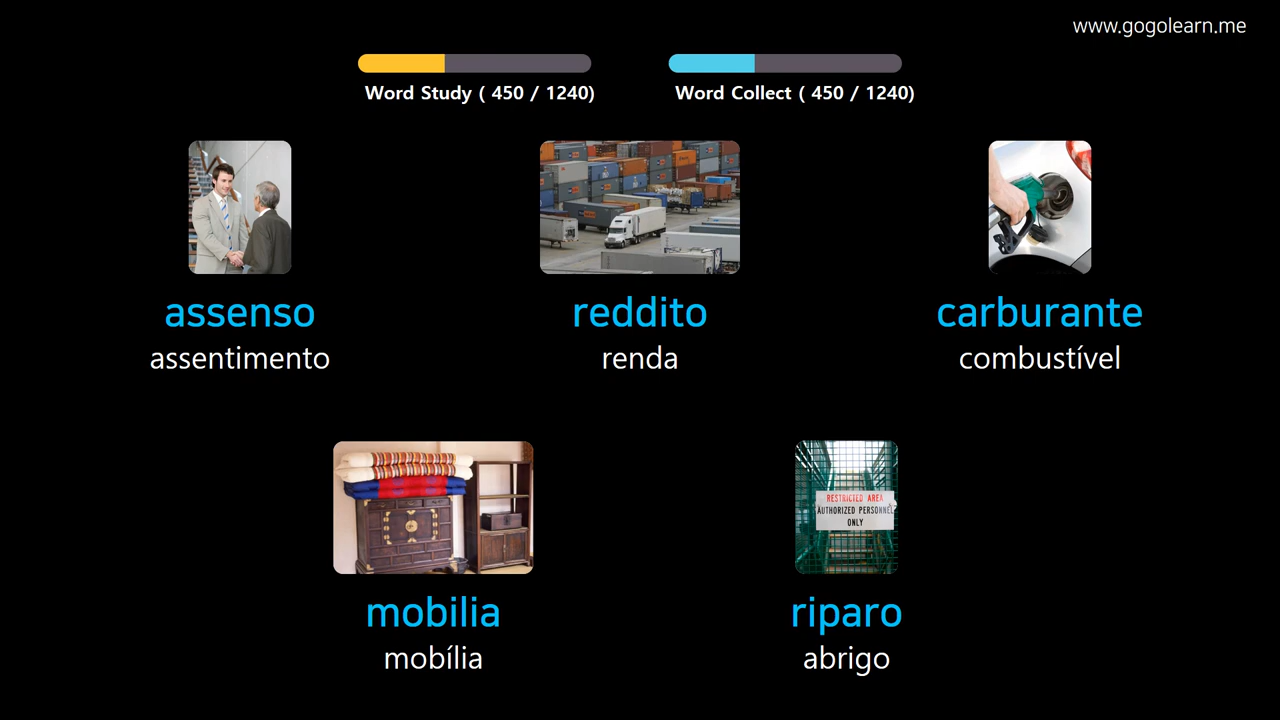 www.gogolearn.me
Word Study ( 450 / 1240)
Word Collect ( 450 / 1240)
assenso
assentimento
reddito
renda
carburante
combustível
mobilia
mobília
RESTRICTED AREA
AUTHORIZED PERSONNEL
ONLY
riparo
abrigo